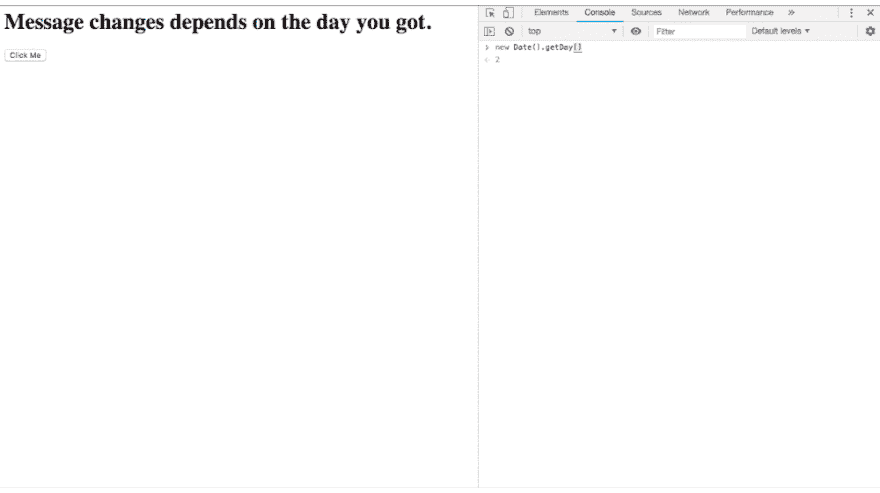 Message changes depends on the day you got.
Click Me
Elements Console Sources Network Performance »
top ▼ Filter Default levels ▼
> new Date().getDay()
< 2